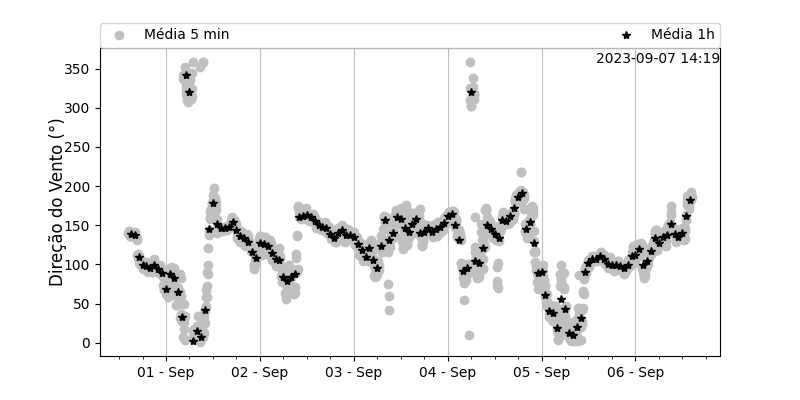 Média 5 min
Média 1h
2023-09-07 14:19
Direção do Vento (°)
350
300
250
200
150
100
50
0
01 - Sep
02 - Sep
03 - Sep
04 - Sep
05 - Sep
06 - Sep